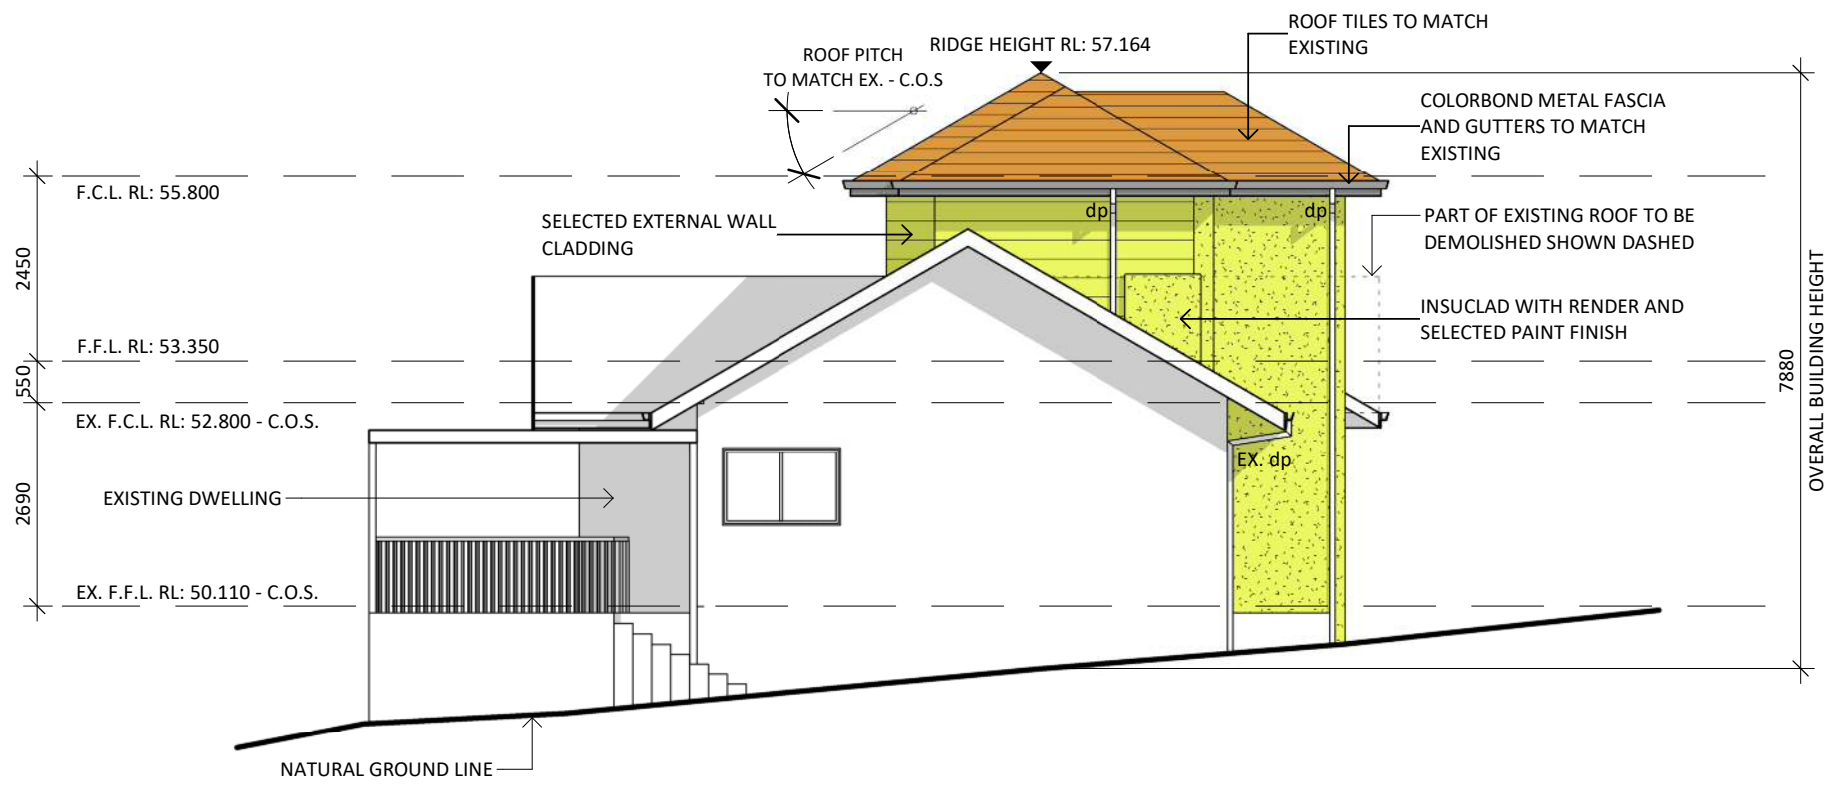 ROOF TILES TO MATCH
EXISTING
RIDGE HEIGHT RL: 57.164
ROOF PITCH
TO MATCH EX. - C.O.S
COLORBOND METAL FASCIA
AND GUTTERS TO MATCH
EXISTING
F.C.L. RL: 55.800
SELECTED EXTERNAL WALL
CLADDING
dp
dp
PART OF EXISTING ROOF TO BE
DEMOLISHED SHOWN DASHED
2450
INSUCLAD WITH RENDER AND
SELECTED PAINT FINISH
F.F.L. RL: 53.350
550
7880
OVERALL BUILDING HEIGHT
EX. F.C.L. RL: 52.800 - C.O.S.
EX. dp
EXISTING DWELLING
2690
EX. F.F.L. RL: 50.110 - C.O.S.
NATURAL GROUND LINE